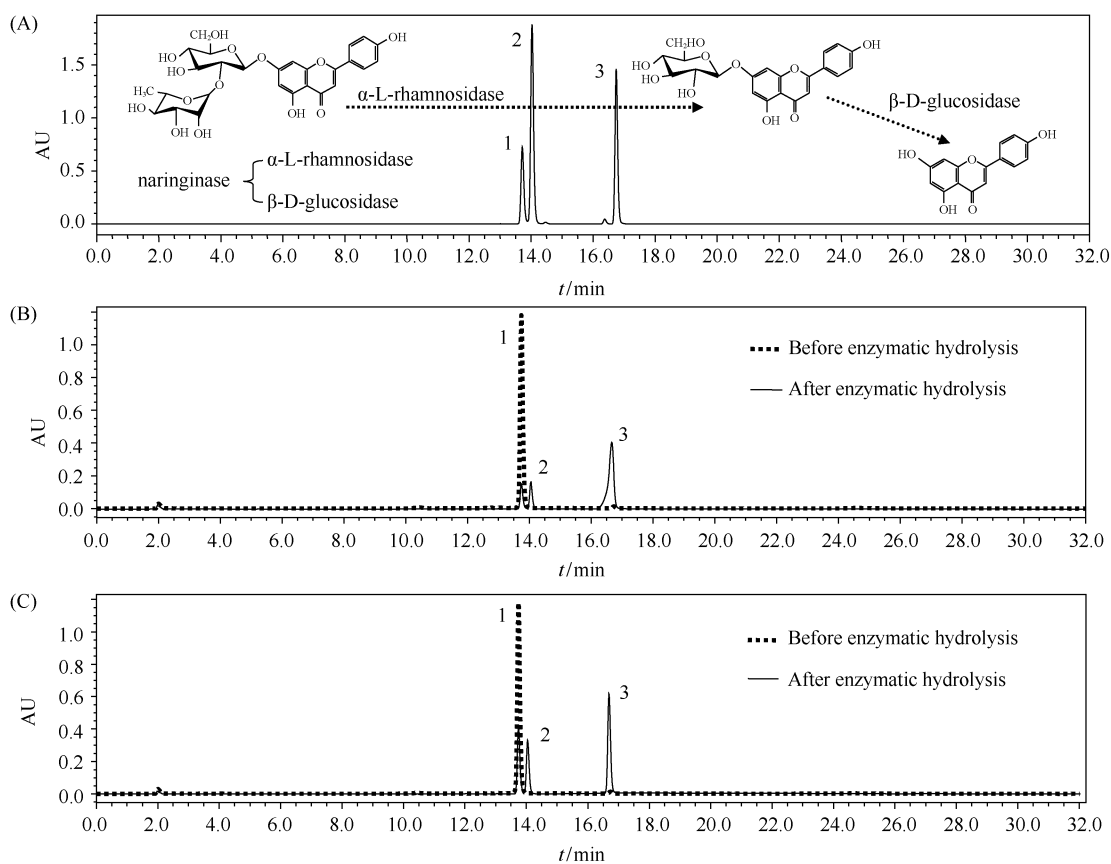 (A)
CH₂OH
HO
HO
HO
O
O
O
OH
2
1.5
H₃C
HO
HO
OH
O
O
OH
O
α-L-rhamnosidase
3
CH₂HO
HO
HO
HO
O
O
O
OH
OH
O
β-D-glucosidase
1.0
AU
1
0.5
naringinase
α-L-rhamnosidase
β-D-glucosidase
HO
O
OH
OH
O
0.0
0.0 2.0 4.0 6.0 8.0 10.0 12.0 14.0 16.0 18.0 20.0 22.0 24.0 26.0 28.0 30.0 32.0
t/min
(B)
1.0
0.8
0.6
0.4
0.2
0.0
AU
1
2
3
Before enzymatic hydrolysis
After enzymatic hydrolysis
0.0 2.0 4.0 6.0 8.0 10.0 12.0 14.0 16.0 18.0 20.0 22.0 24.0 26.0 28.0 30.0 32.0
t/min
(C)
1.0
0.8
0.6
0.4
0.2
0.0
AU
1
2
3
Before enzymatic hydrolysis
After enzymatic hydrolysis
0.0 2.0 4.0 6.0 8.0 10.0 12.0 14.0 16.0 18.0 20.0 22.0 24.0 26.0 28.0 30.0 32.0
t/min